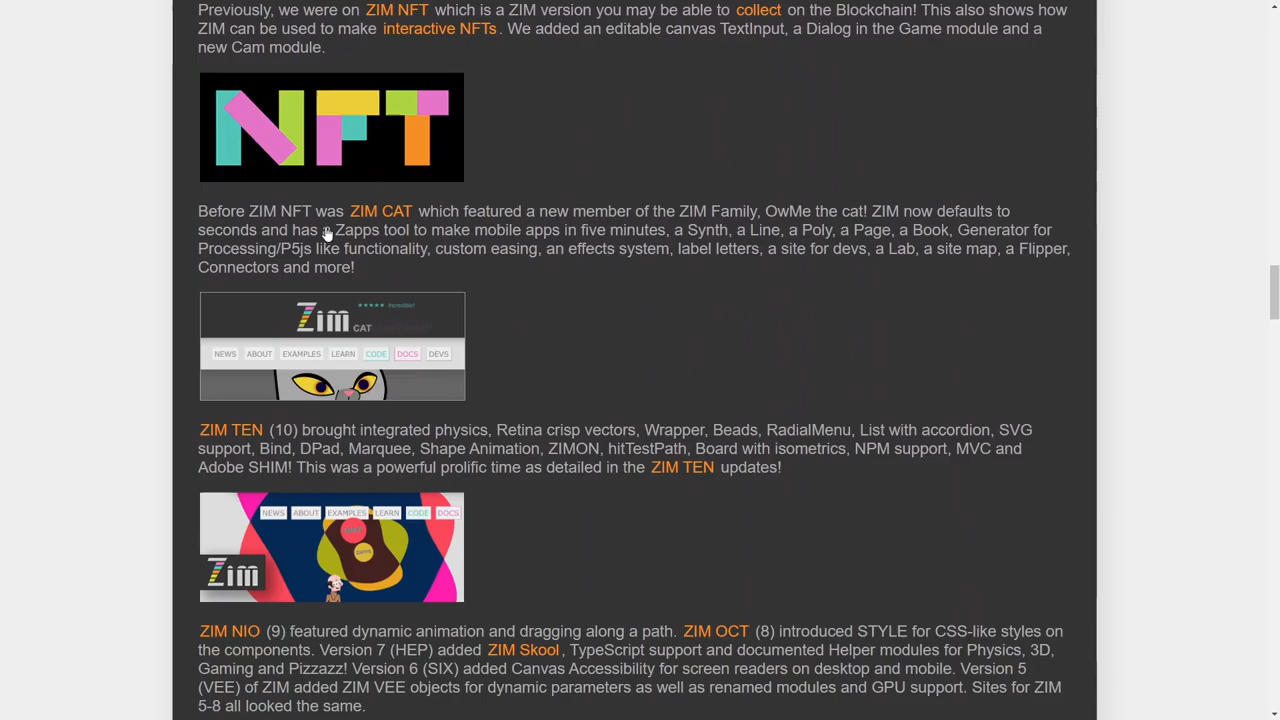 Previously, we were on ZIM NFT which is a ZIM version you may be able to collect on the Blockchain! This also shows how
ZIM can be used to make interactive NFTs. We added an editable canvas TextInput, a Dialog in the Game module and a
new Cam module.
NFT
Before ZIM NFT was ZIM CAT which featured a new member of the ZIM Family, OwMe the cat! ZIM now defaults to
seconds and has a Zapps tool to make mobile apps in five minutes, a Synth, a Line, a Poly, a Page, a Book, Generator for
Processing/P5js like functionality, custom easing, an effects system, label letters, a site for devs, a Lab, a site map, a Flipper,
Connectors and more!
★★★★★ Incredible!
Zim CAT
NEWS ABOUT EXAMPLES LEARN CODE DOCS DEVS
ZIM TEN (10) brought integrated physics, Retina crisp vectors, Wrapper, Beads, RadialMenu, List with accordion, SVG
support, Bind, DPad, Marquee, Shape Animation, ZIMON, hitTestPath, Board with isometrics, NPM support, MVC and
Adobe SHIM! This was a powerful prolific time as detailed in the ZIM TEN updates!
NEWS ABOUT EXAMPLES LEARN CODE DOCS
ZAPPS
Zim
ZIM NIO (9) featured dynamic animation and dragging along a path. ZIM OCT (8) introduced STYLE for CSS-like styles on
the components. Version 7 (HEP) added ZIM Skool, TypeScript support and documented Helper modules for Physics, 3D,
Gaming and Pizzazz! Version 6 (SIX) added Canvas Accessibility for screen readers on desktop and mobile. Version 5
(VEE) of ZIM added ZIM VEE objects for dynamic parameters as well as renamed modules and GPU support. Sites for ZIM
5-8 all looked the same.